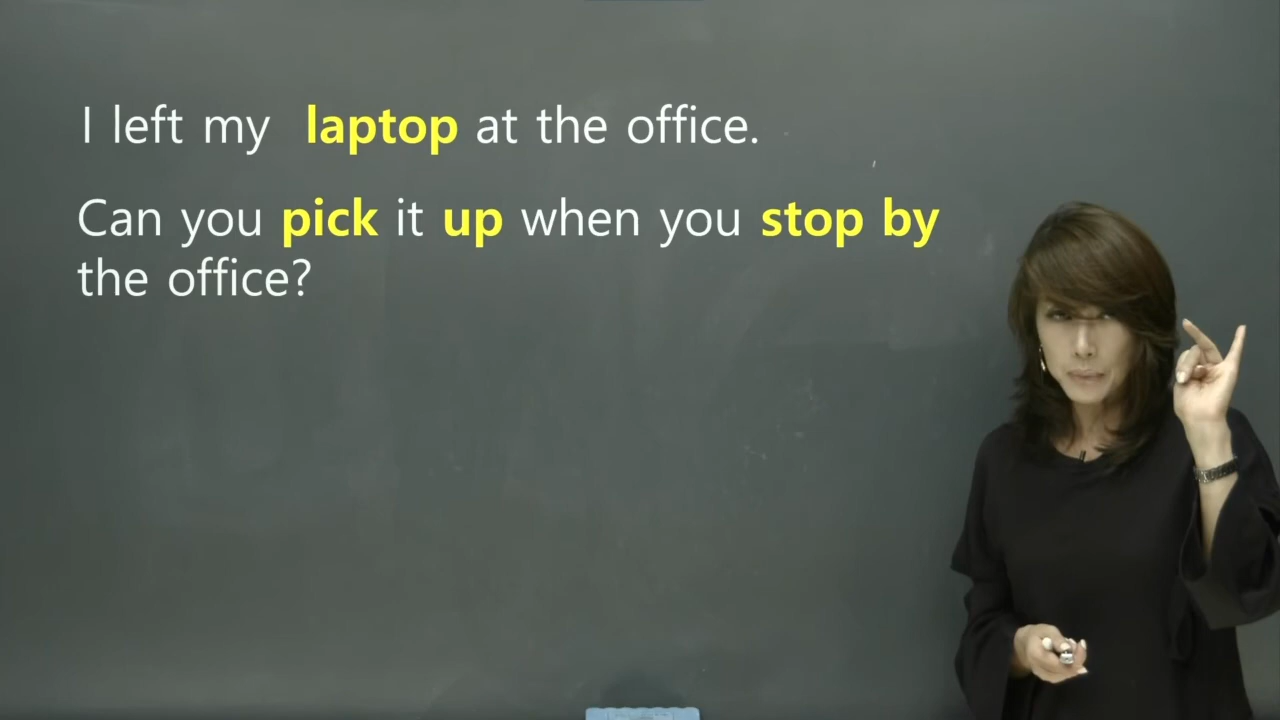 I left my laptop at the office.
Can you pick it up when you stop by
the office?